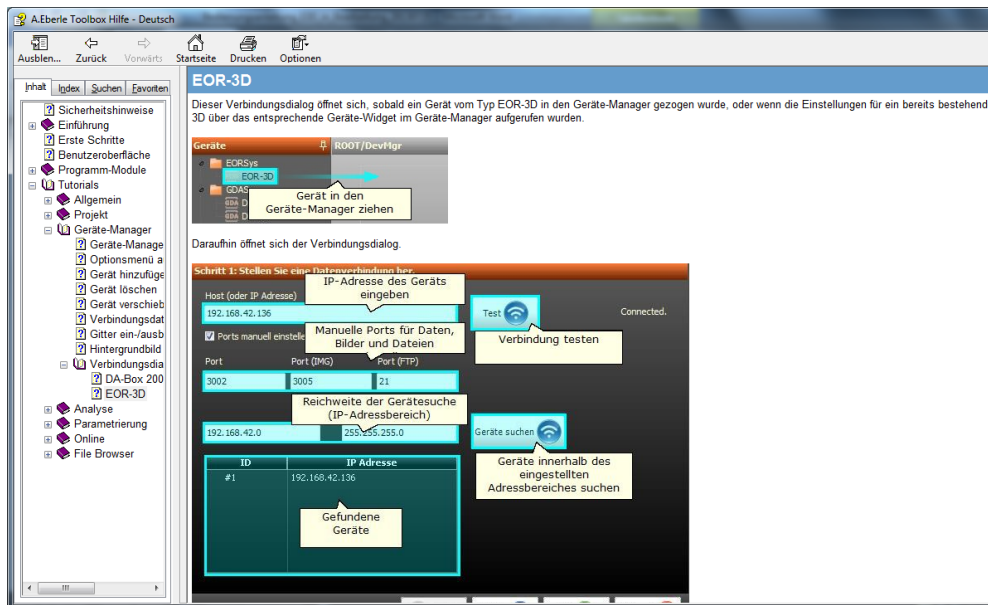 A.Eberle Toolbox Hilfe - Deutsch
Ausblen... Zurück Vorwärts Startseite Drucken Optionen
Inhalt Index Suchen Favoriten
Sicherheitshinweise
Einführung
Erste Schritte
Benutzeroberfläche
Programm-Module
Tutorials
Allgemein
Projekt
Geräte-Manager
Geräte-Manage
Optionsmenü a
Gerät hinzufüge
Gerät löschen
Gerät verschieb
Verbindungsdat
Gitter ein-/ausb
Hintergrundbild
Verbindungsdia
DA-Box 200
EOR-3D
Analyse
Parametrierung
Online
File Browser
EOR-3D
Dieser Verbindungsdialog öffnet sich, sobald ein Gerät vom Typ EOR-3D in den Geräte-Manager gezogen wurde, oder wenn die Einstellungen für ein bereits bestehend
3D über das entsprechende Geräte-Widget im Geräte-Manager aufgerufen wurden.
Geräte ROOT/DevMgr
EORSys
EOR-3D
GDAS
D
D
Gerät in den
Geräte-Manager ziehen
Daraufhin öffnet sich der Verbindungsdialog.
Schritt 1: Stellen Sie eine Datenverbindung her.
IP-Adresse des Geräts
eingeben
Host (oder IP Adresse)
192.168.42.136 Test Connected.
Ports manuell einstelle
Manuelle Ports für Daten,
Bilder und Dateien
Verbindung testen
Port Port (IMG) Port (FTP)
3002 3005 21
Reichweite der Gerätesuche
(IP-Adressbereich)
192.168.42.0 255.255.255.0 Geräte suchen
ID IP Adresse
#1 192.168.42.136
Geräte innerhalb des
eingestellten
Adressbereiches suchen
Gefundene
Geräte